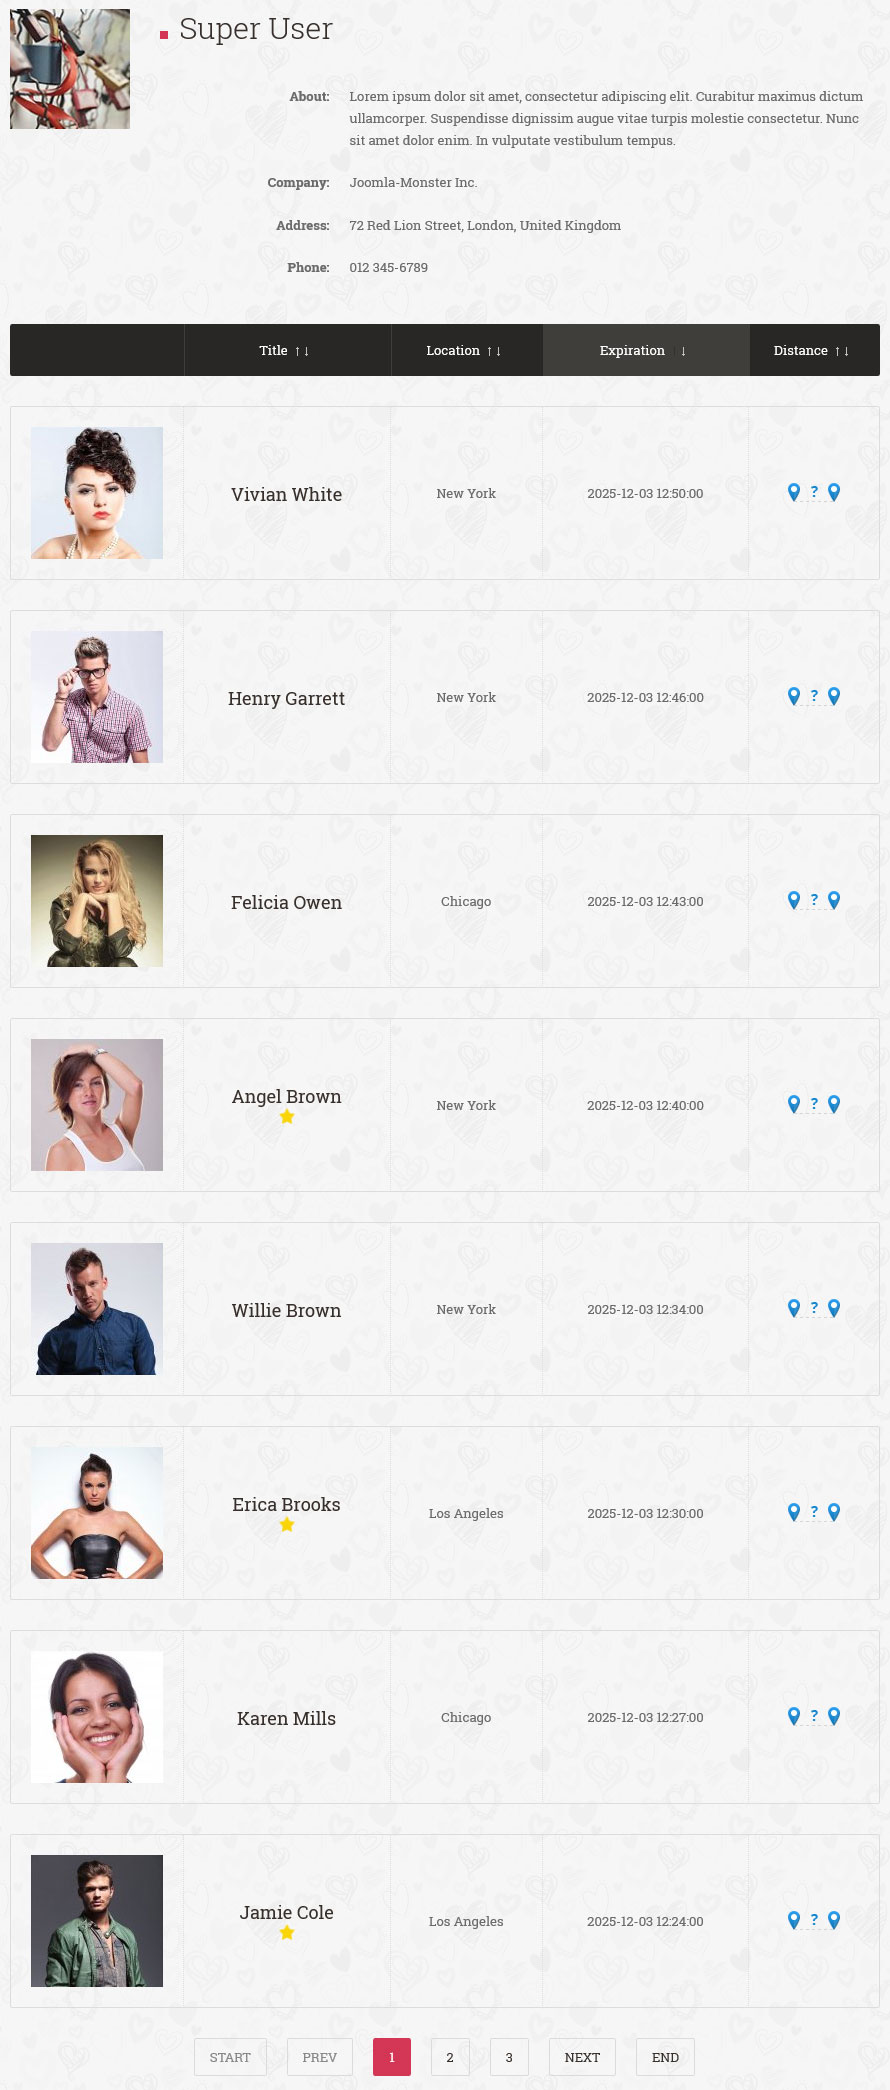 Super User
About: Lorem ipsum dolor sit amet, consectetur adipiscing elit. Curabitur maximus dictum
ullamcorper. Suspendisse dignissim augue vitae turpis molestie consectetur. Nunc
sit amet dolor enim. In vulputate vestibulum tempus.
Company: Joomla-Monster Inc.
Address: 72 Red Lion Street, London, United Kingdom
Phone: 012 345-6789
Title ↑↓ Location ↑↓ Expiration ↓ Distance ↑↓
Vivian White New York 2025-12-03 12:50:00 ?
Henry Garrett New York 2025-12-03 12:46:00 ?
Felicia Owen Chicago 2025-12-03 12:43:00 ?
Angel Brown New York 2025-12-03 12:40:00 ?
Willie Brown New York 2025-12-03 12:34:00 ?
Erica Brooks Los Angeles 2025-12-03 12:30:00 ?
Karen Mills Chicago 2025-12-03 12:27:00 ?
Jamie Cole Los Angeles 2025-12-03 12:24:00 ?
START PREV 1 2 3 NEXT END